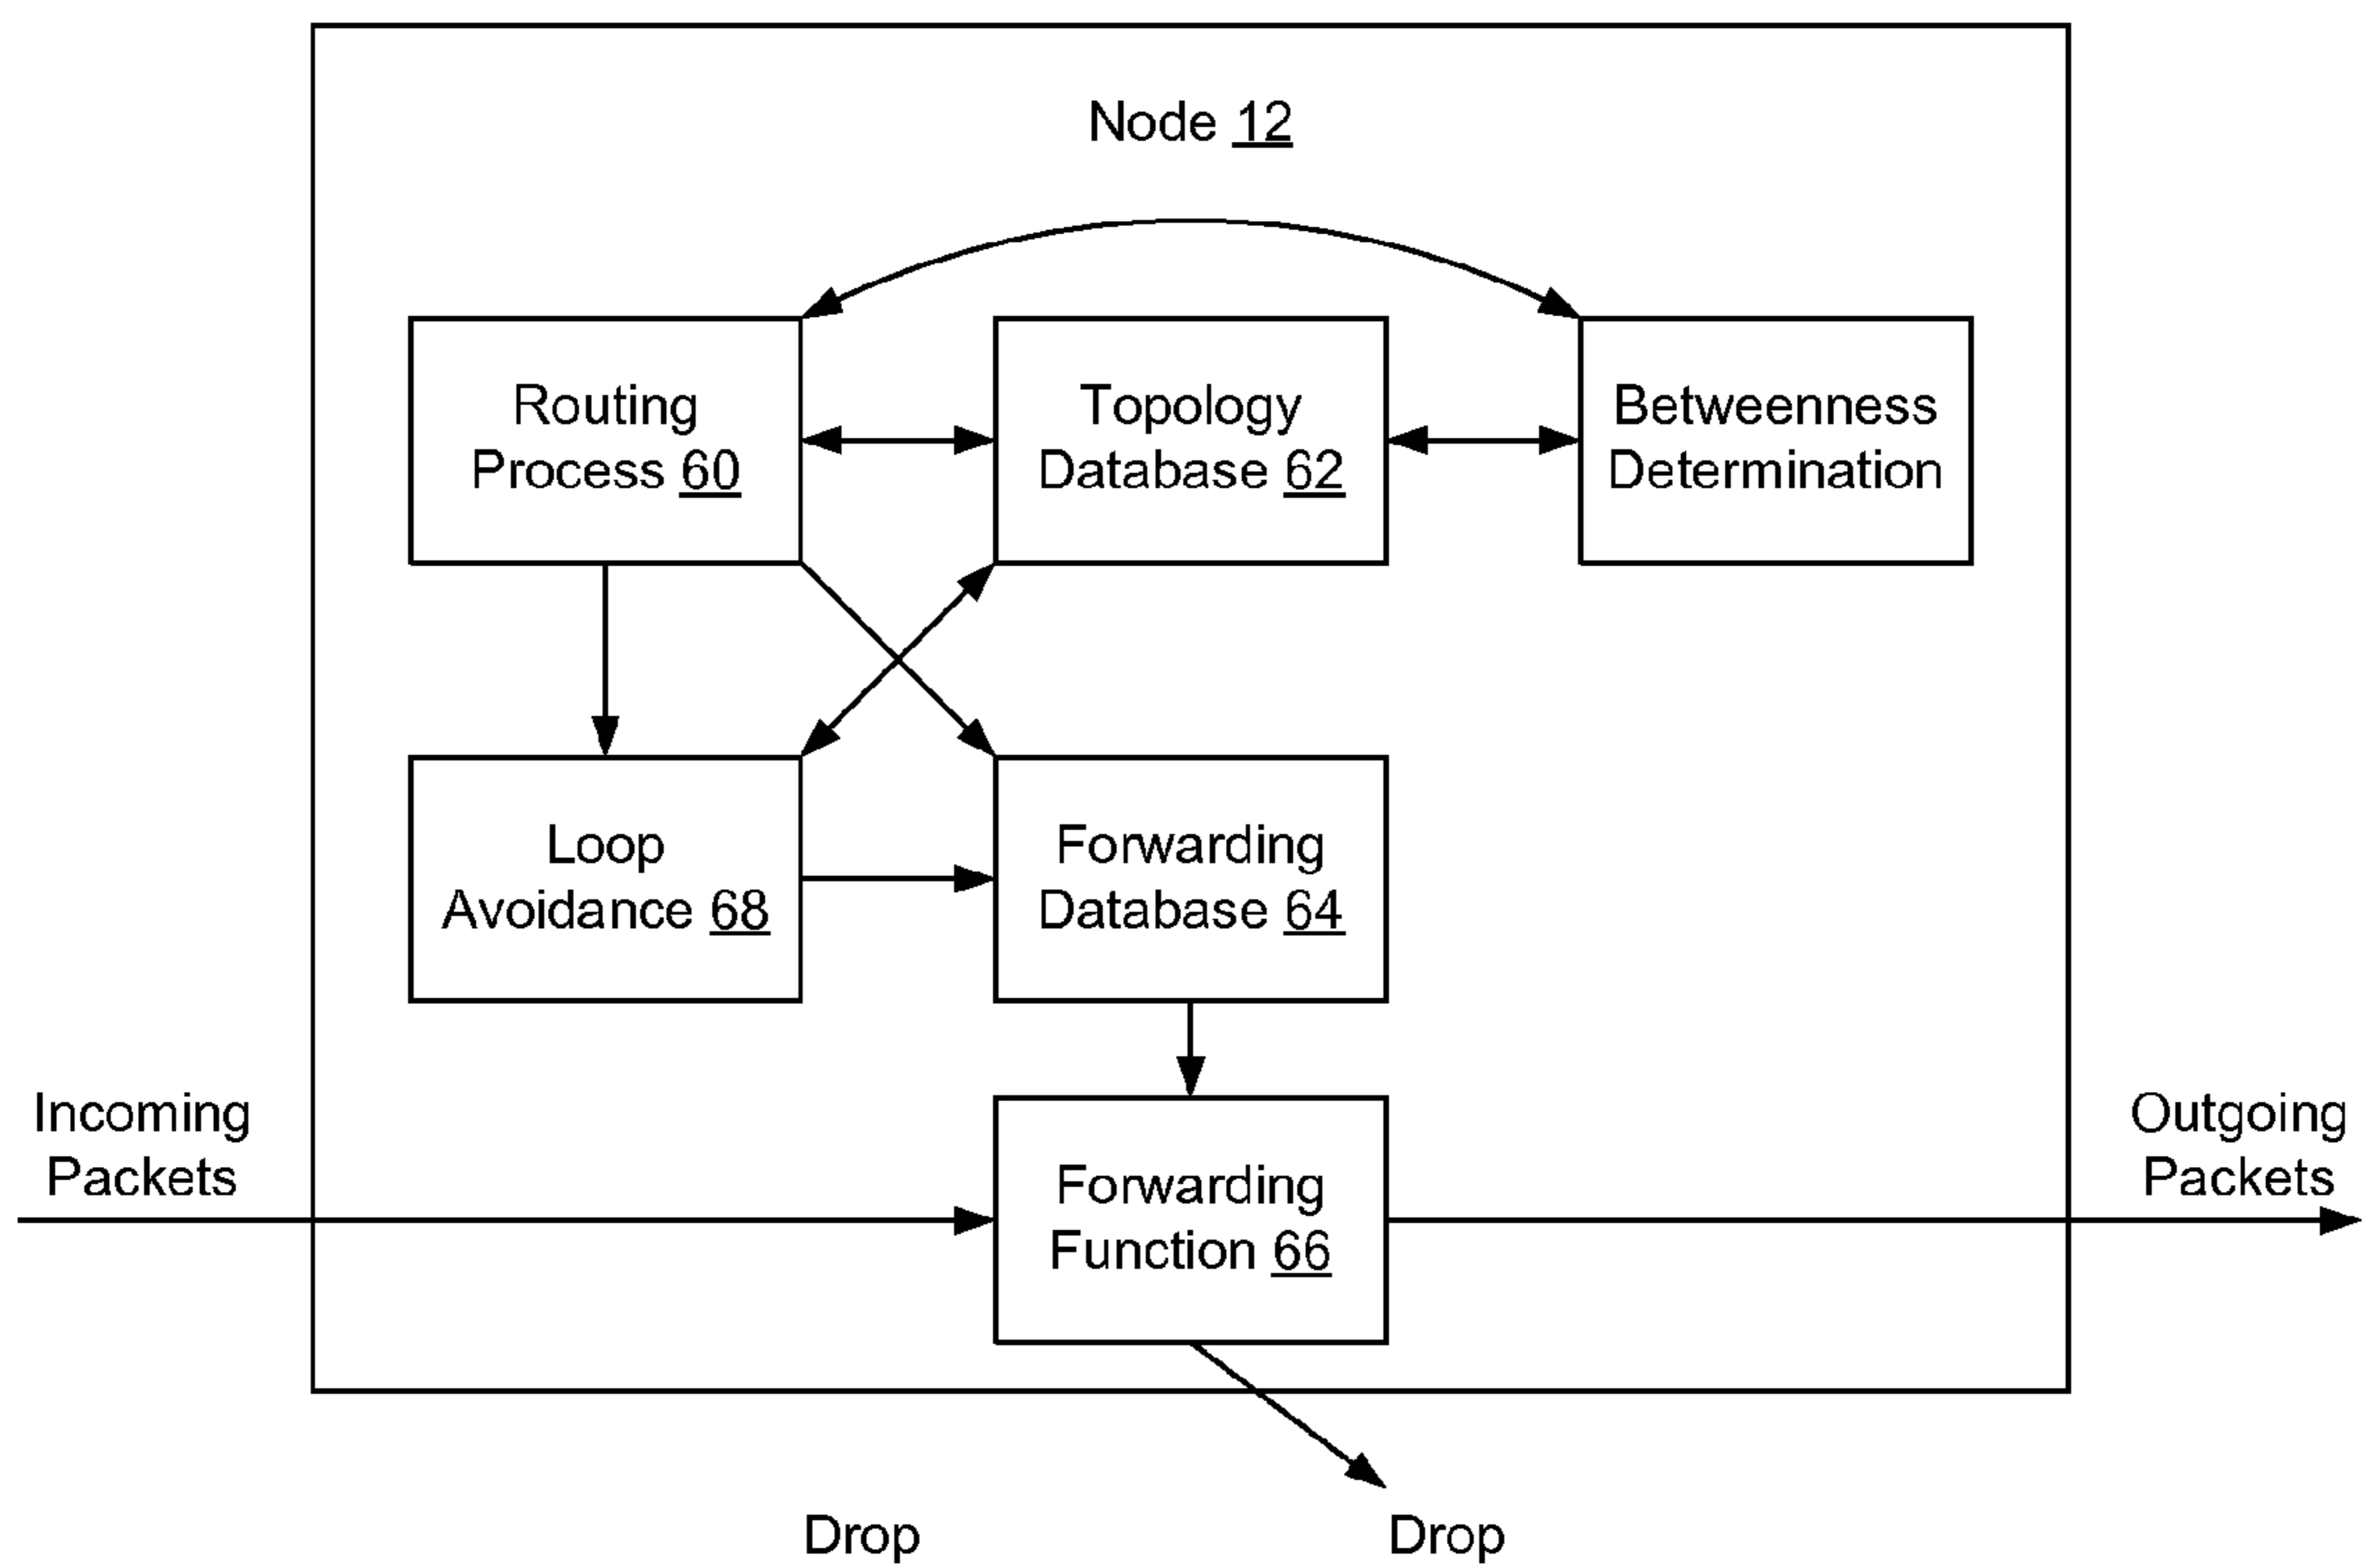 Node 12
Routing
Process 60
Topology
Database 62
Betweenness
Determination
Loop
Avoidance 68
Forwarding
Database 64
Incoming
Packets
Forwarding
Function 66
Outgoing
Packets
Drop
Drop